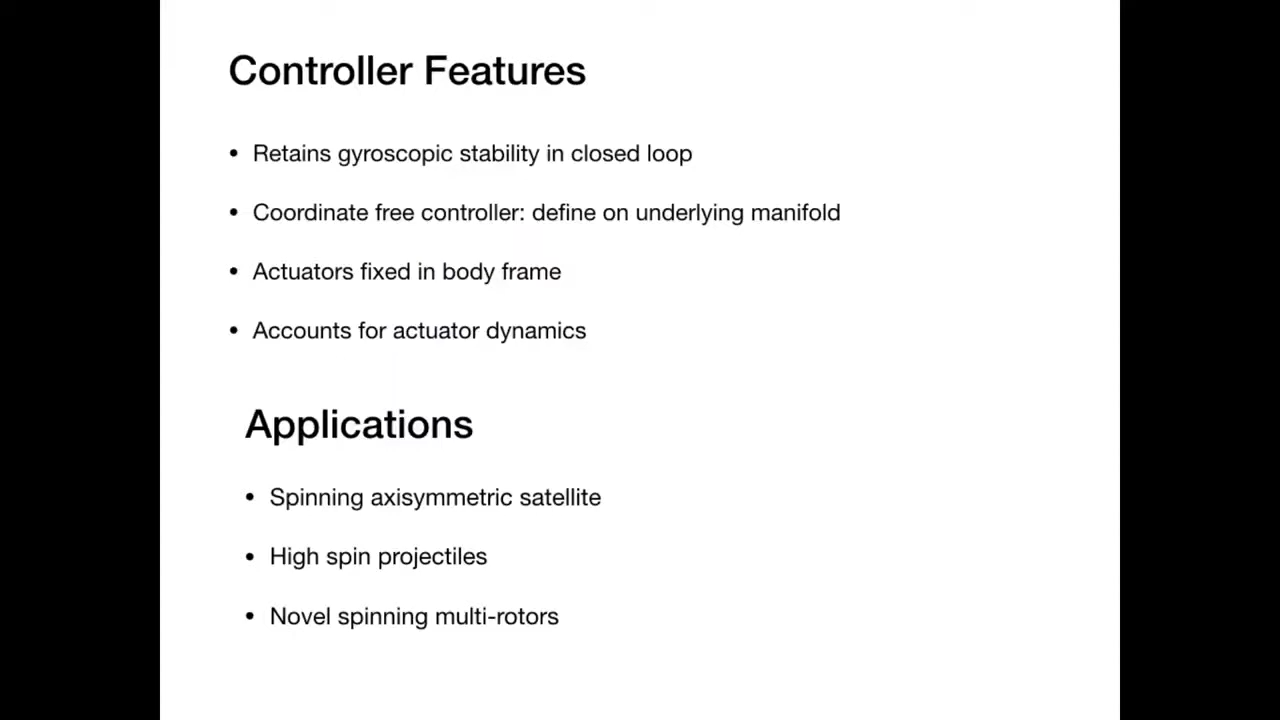 Controller Features
• Retains gyroscopic stability in closed loop
• Coordinate free controller: define on underlying manifold
• Actuators fixed in body frame
• Accounts for actuator dynamics
Applications
• Spinning axisymmetric satellite
• High spin projectiles
• Novel spinning multi-rotors